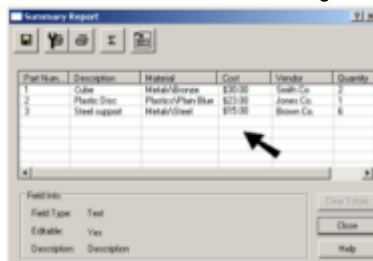 Summary Report
Σ
Part Num. Description Material Cost Vendor Quantity
1 Cube Metals\Bronze $30.00 Smith Co. 2
2 Plastic Disc Plastics\Plain Blue $23.00 Jones Co. 1
3 Steel support Metals\Steel $15.00 Brown Co. 6
Field Info:
Field Type: Text
Editable: Yes
Description: Description
Clear Totals
Close
Help